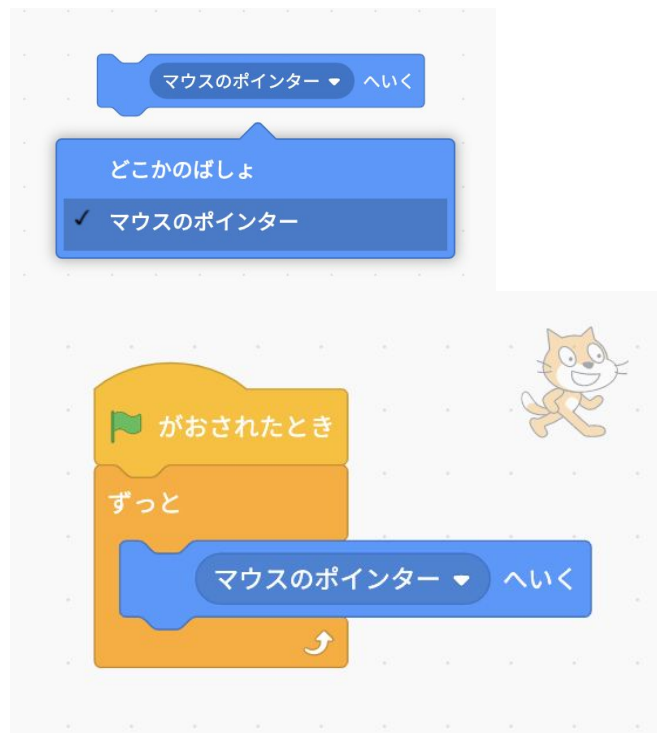 マウスのポインター へいく
どこかのばしょ
マウスのポインター
がおされたとき
ずっと
マウスのポインター へいく